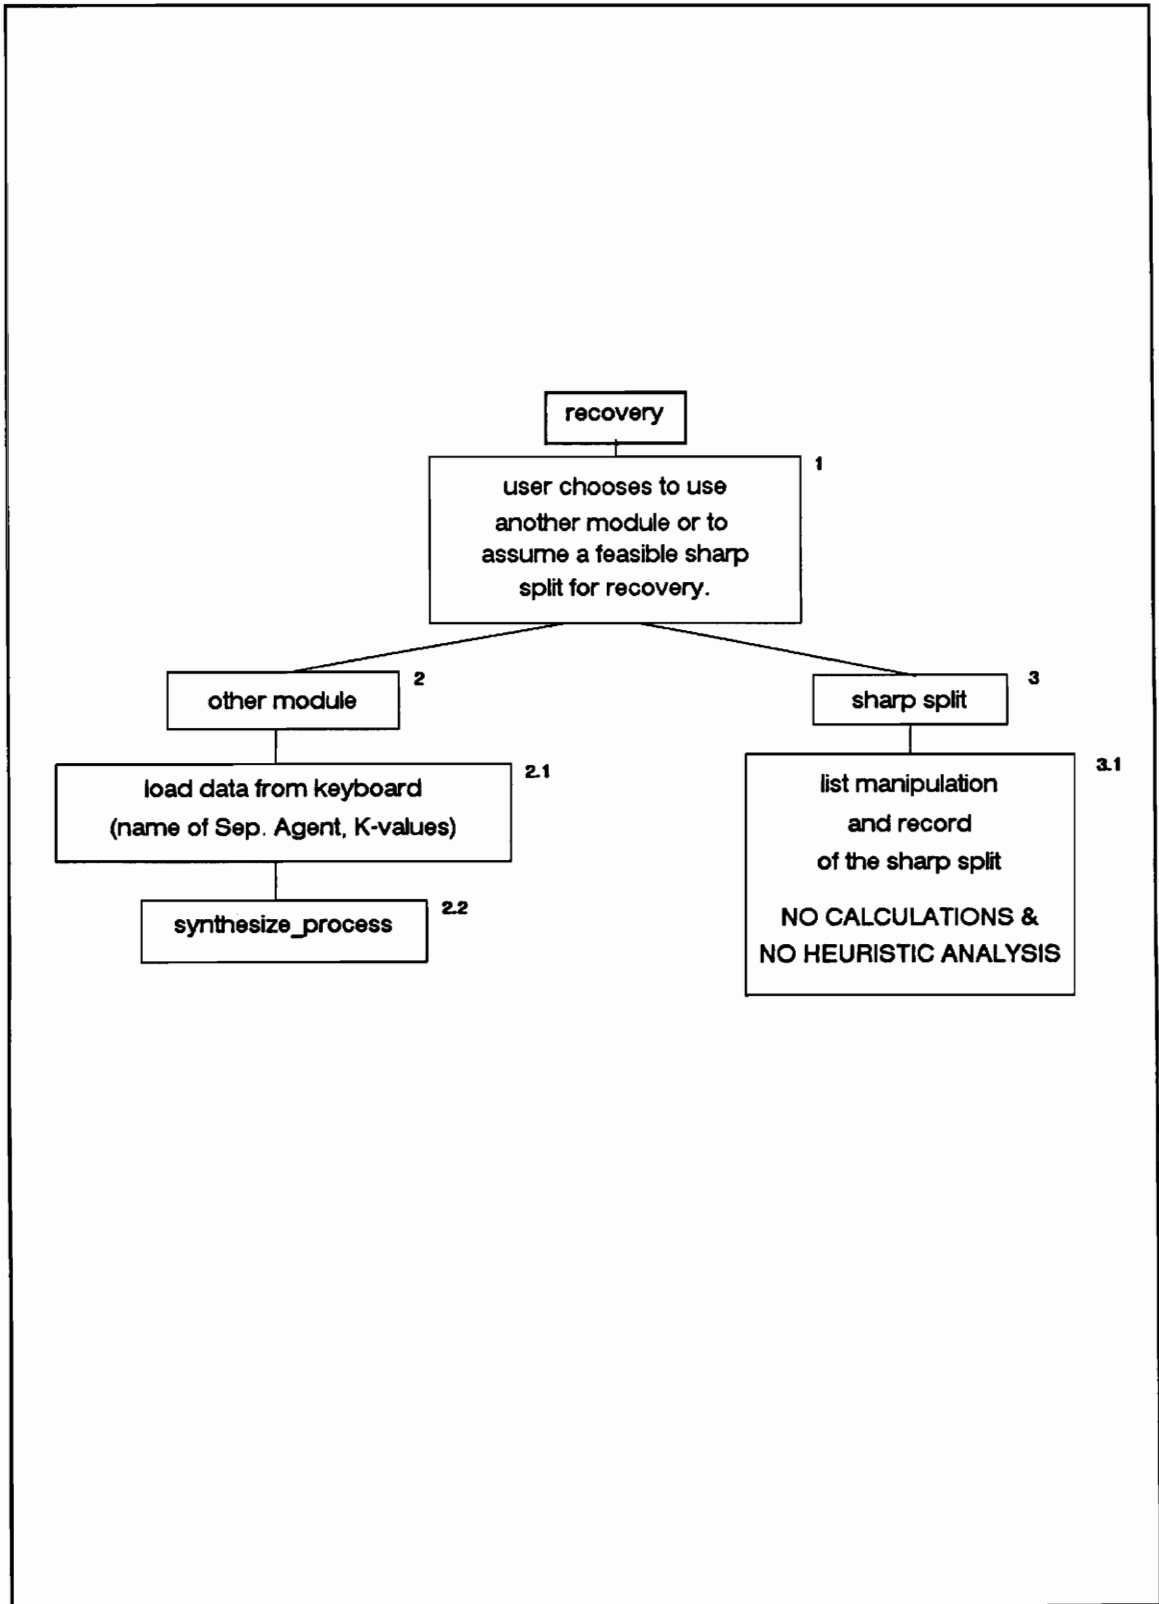 recovery
1
user chooses to use
another module or to
assume a feasible sharp
split for recovery.
2
other module
3
sharp split
2.1
load data from keyboard
(name of Sep. Agent, K-values)
3.1
list manipulation
and record
of the sharp split
NO CALCULATIONS &
NO HEURISTIC ANALYSIS
2.2
synthesize_process